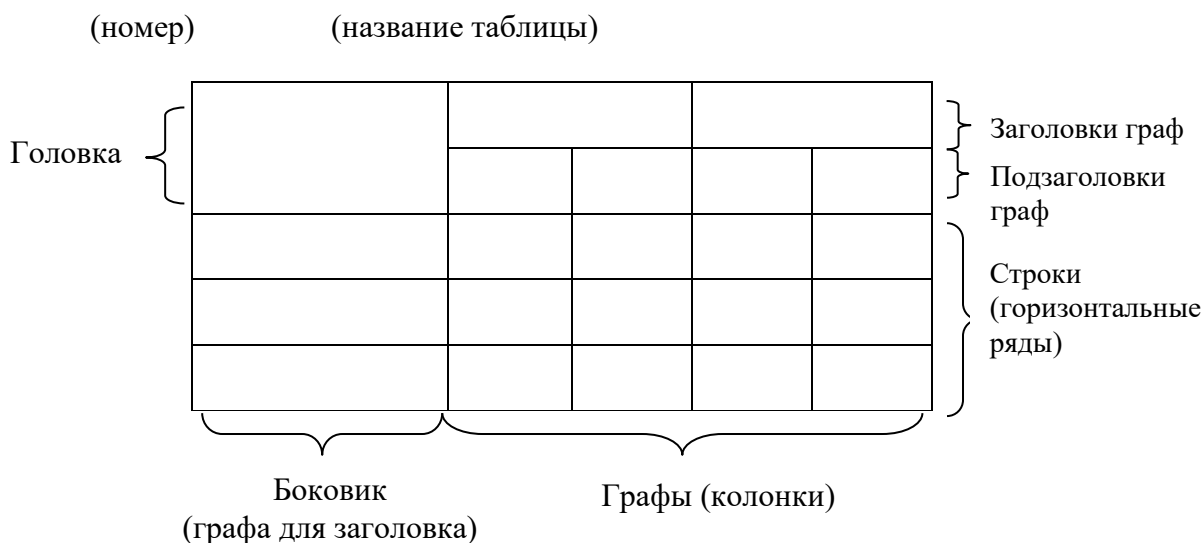 (номер) (название таблицы)
Головка
Заголовки граф
Подзаголовки
граф
Строки
(горизонтальные
ряды)
Боковик
(графа для заголовка)
Графы (колонки)